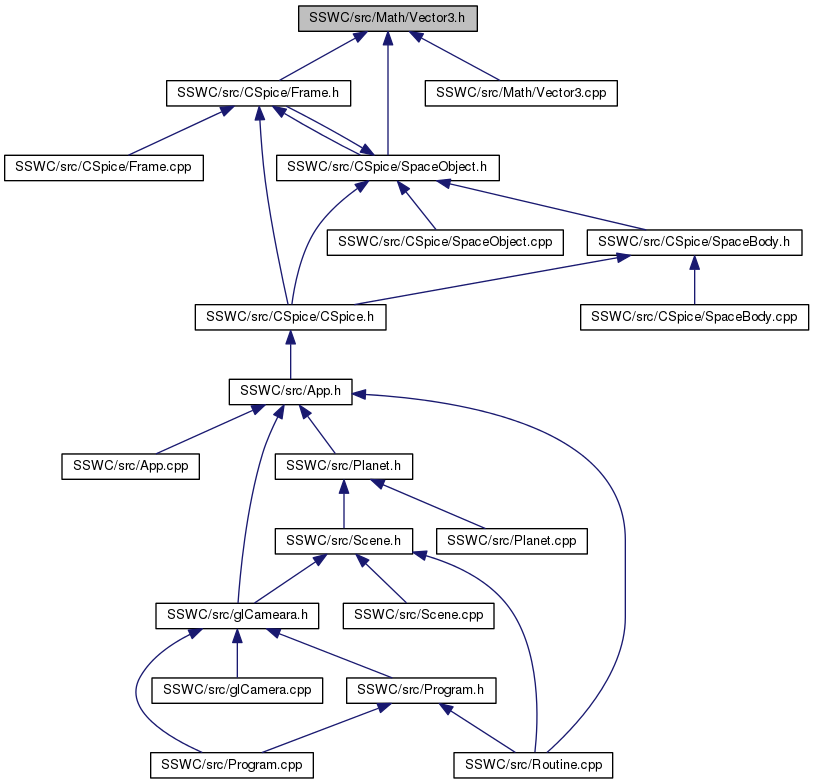 SSWC/src/Math/Vector3.h
SSWC/src/CSpice/Frame.h
SSWC/src/Math/Vector3.cpp
SSWC/src/CSpice/Frame.cpp
SSWC/src/CSpice/SpaceObject.h
SSWC/src/CSpice/SpaceObject.cpp
SSWC/src/CSpice/SpaceBody.h
SSWC/src/CSpice/CSpice.h
SSWC/src/CSpice/SpaceBody.cpp
SSWC/src/App.h
SSWC/src/App.cpp
SSWC/src/Planet.h
SSWC/src/Scene.h
SSWC/src/Planet.cpp
SSWC/src/glCameara.h
SSWC/src/Scene.cpp
SSWC/src/glCamera.cpp
SSWC/src/Program.h
SSWC/src/Program.cpp
SSWC/src/Routine.cpp